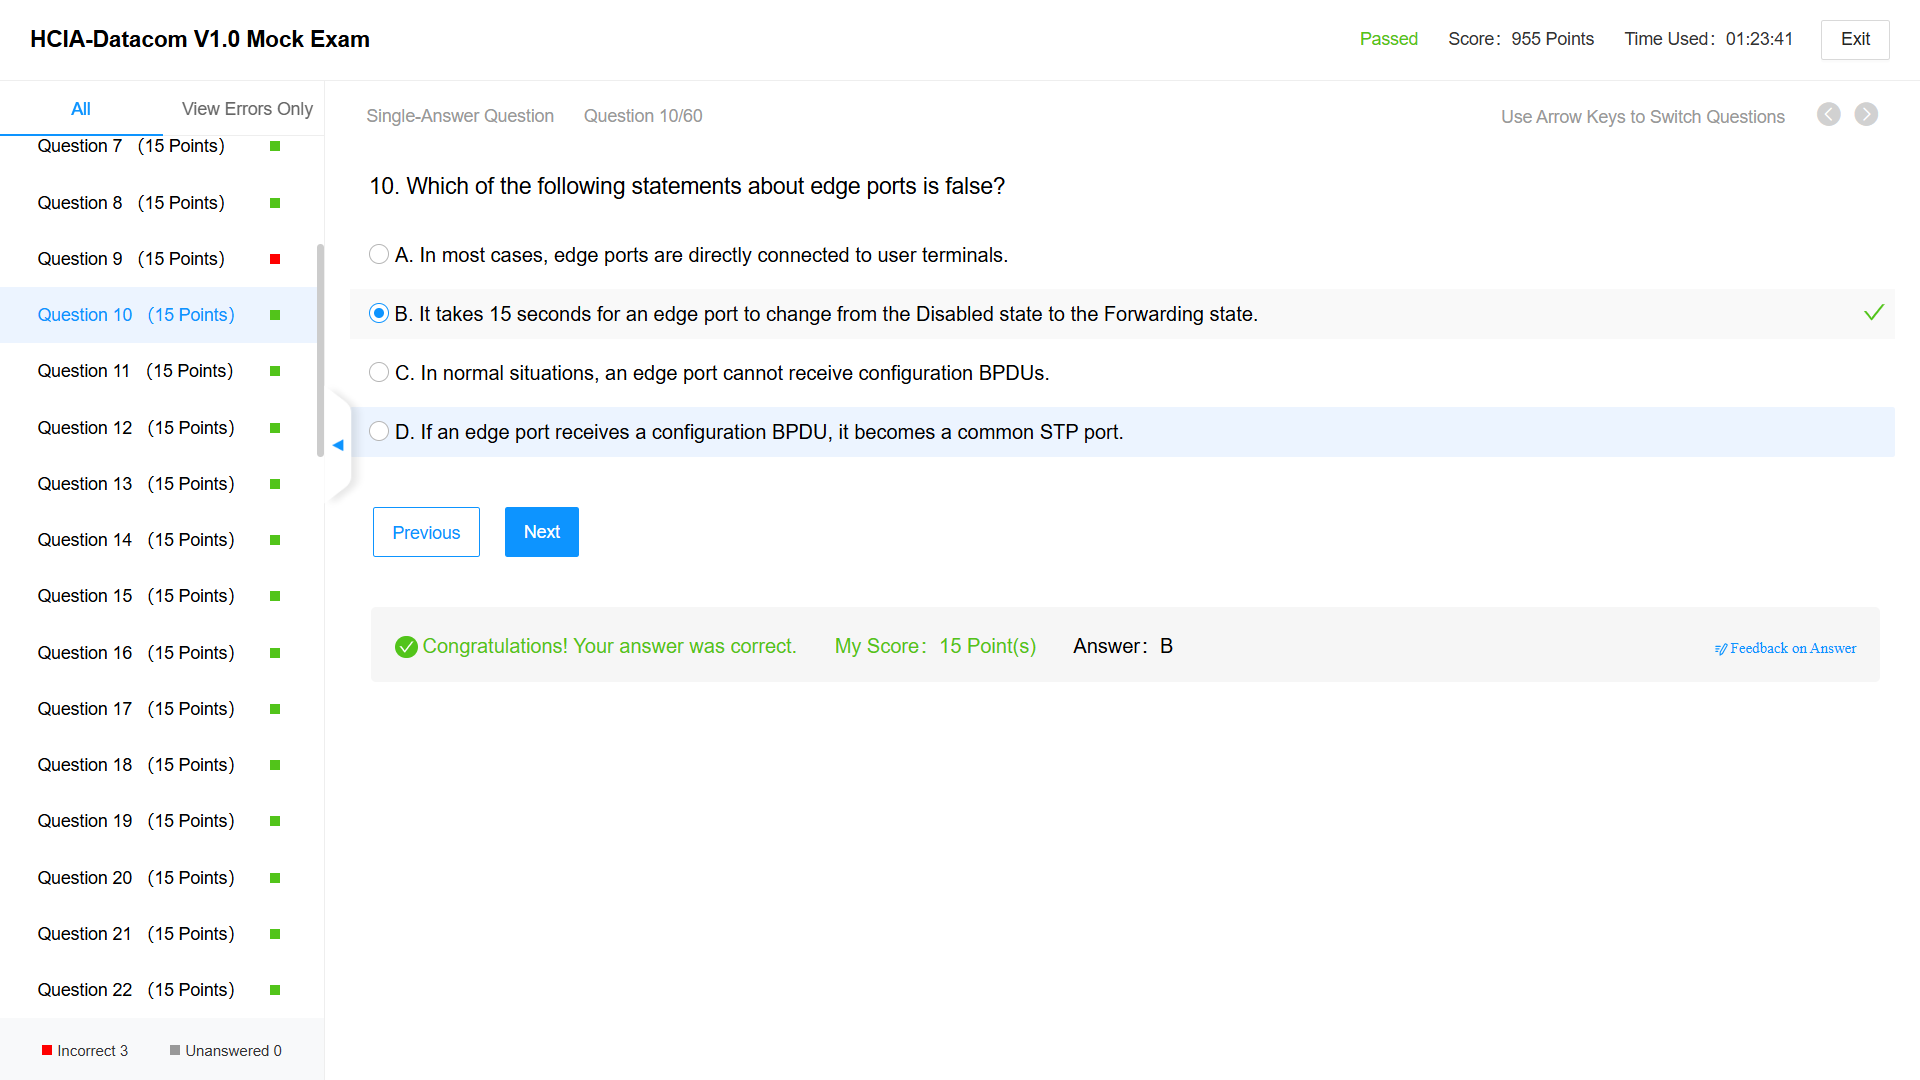 HCIA-Datacom V1.0 Mock Exam
Passed Score: 955 Points Time Used: 01:23:41 Exit
All View Errors Only
Question 7 (15 Points)
Question 8 (15 Points)
Question 9 (15 Points)
Question 10 (15 Points)
Question 11 (15 Points)
Question 12 (15 Points)
Question 13 (15 Points)
Question 14 (15 Points)
Question 15 (15 Points)
Question 16 (15 Points)
Question 17 (15 Points)
Question 18 (15 Points)
Question 19 (15 Points)
Question 20 (15 Points)
Question 21 (15 Points)
Question 22 (15 Points)
Incorrect 3 Unanswered 0
Single-Answer Question Question 10/60 Use Arrow Keys to Switch Questions
10. Which of the following statements about edge ports is false?
A. In most cases, edge ports are directly connected to user terminals.
B. It takes 15 seconds for an edge port to change from the Disabled state to the Forwarding state.
C. In normal situations, an edge port cannot receive configuration BPDUs.
D. If an edge port receives a configuration BPDU, it becomes a common STP port.
Previous Next
Congratulations! Your answer was correct. My Score: 15 Point(s) Answer: B Feedback on Answer